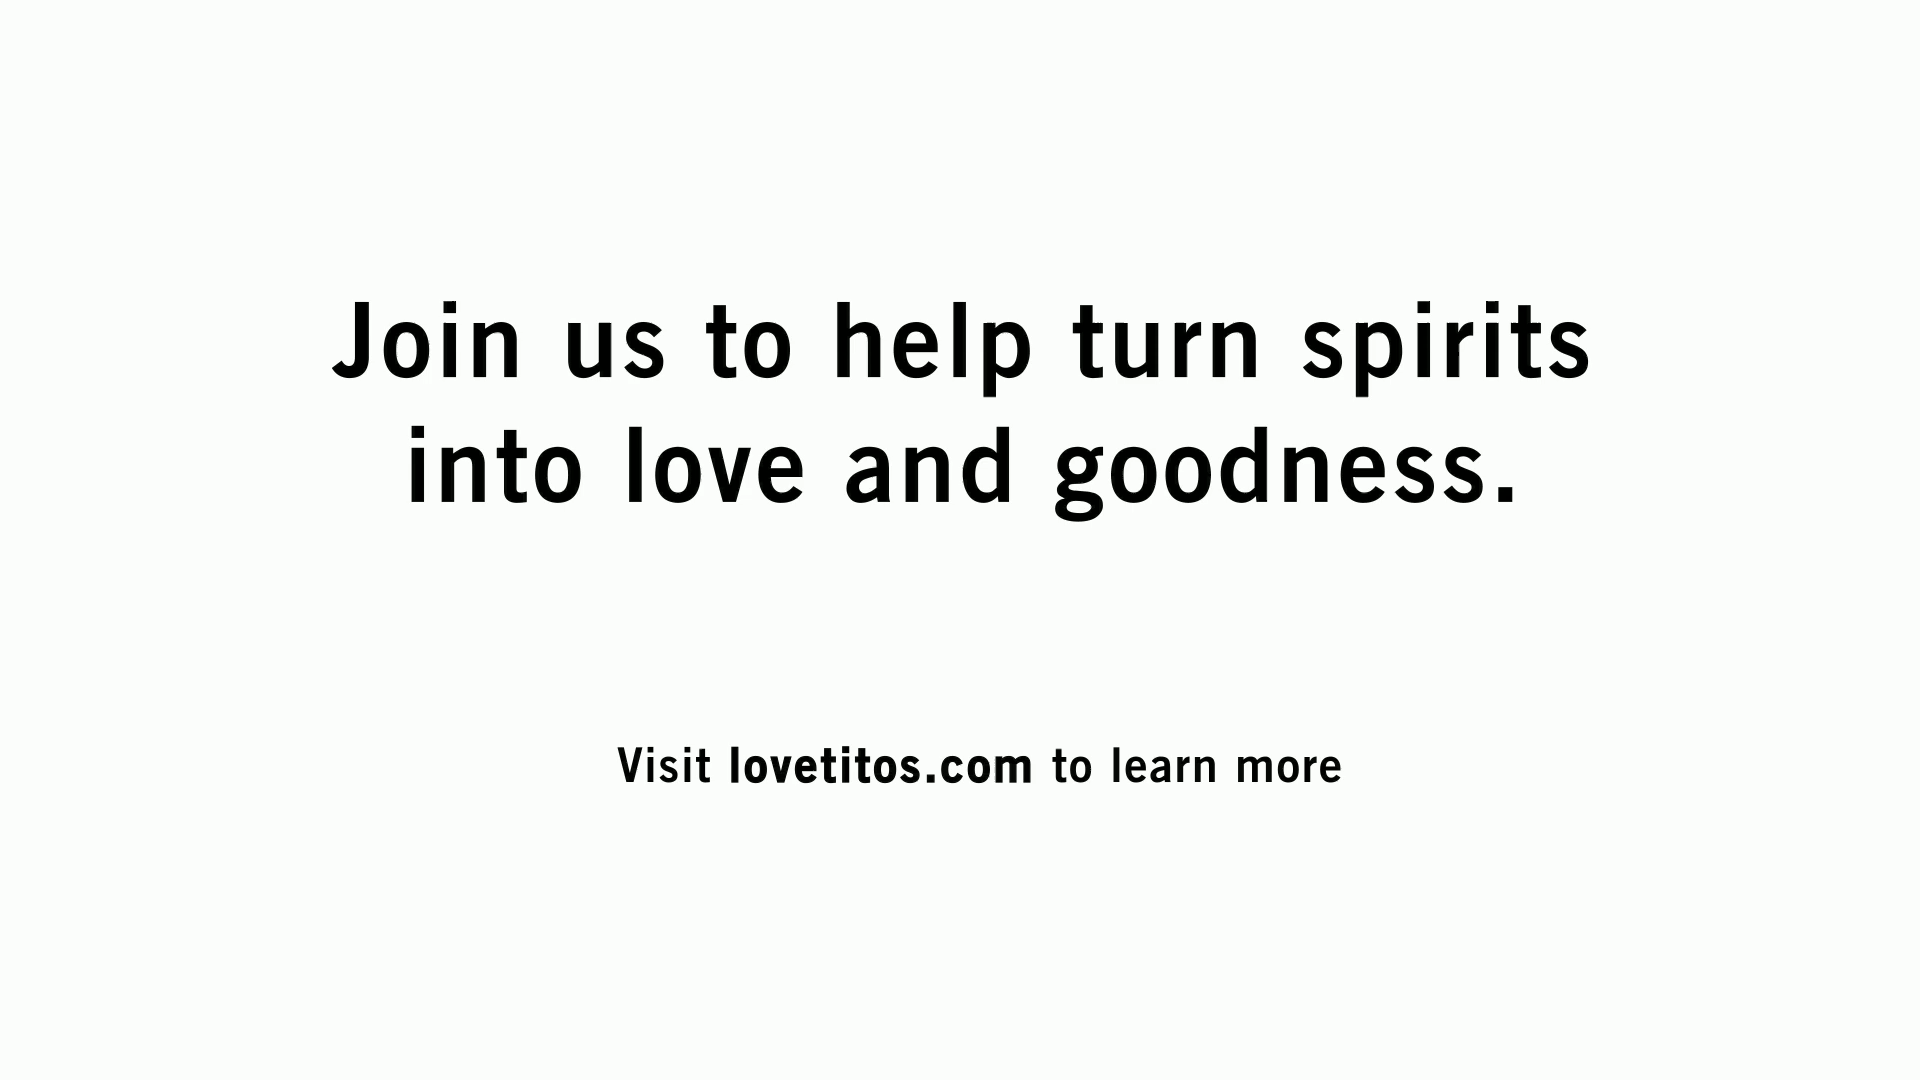 Join us to help turn spirits
into love and goodness.
Visit lovetitos.com to learn more